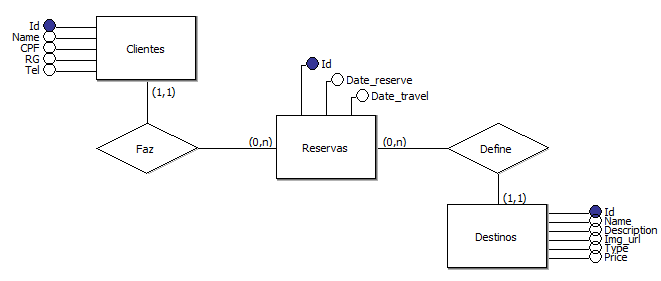 Id
Name
CPF
RG
Tel
Clientes
(1,1)
Faz
(0,n)
Id
Date_reserve
Date_travel
Reservas
(0,n)
Define
(1,1)
Destinos
Id
Name
Description
Img_url
Type
Price